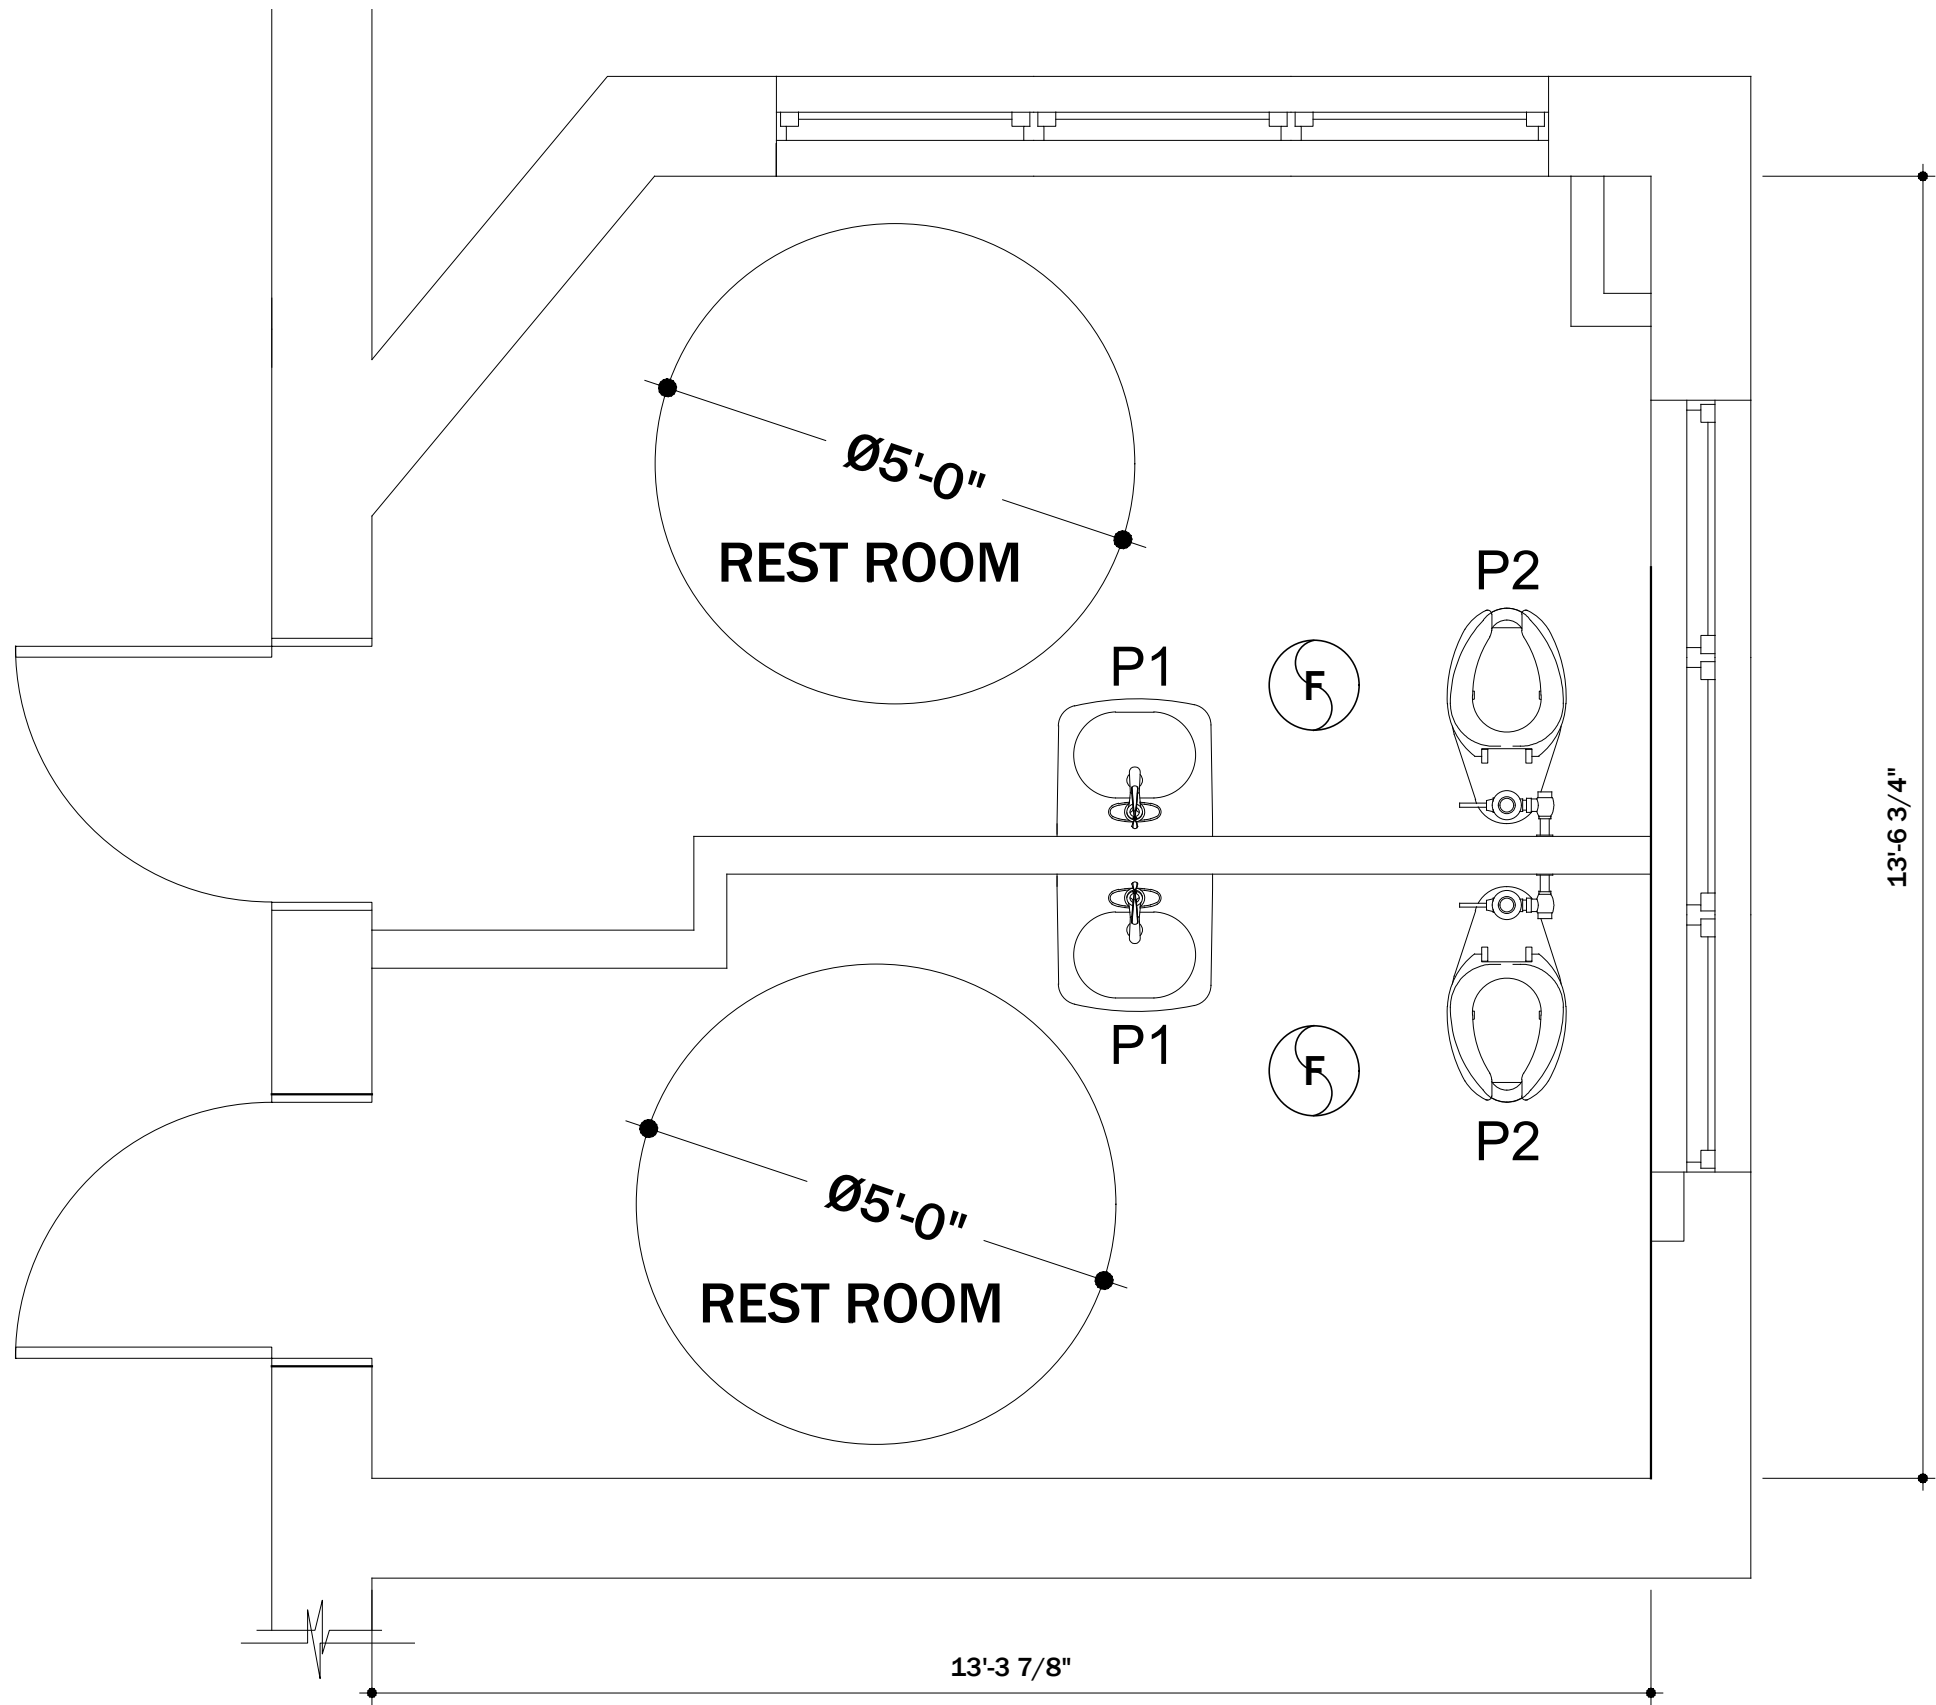 Ø5'-0"
REST ROOM
P2
P1
F
13'-6 3/4"
P1
F
P2
Ø5'-0"
REST ROOM
13'-3 7/8"